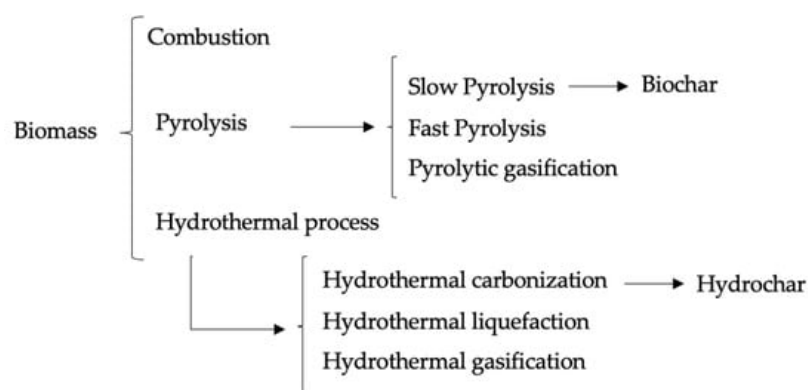 Combustion
Slow Pyrolysis Biochar
Biomass Pyrolysis Fast Pyrolysis
Pyrolytic gasification
Hydrothermal process
Hydrothermal carbonization Hydrochar
Hydrothermal liquefaction
Hydrothermal gasification